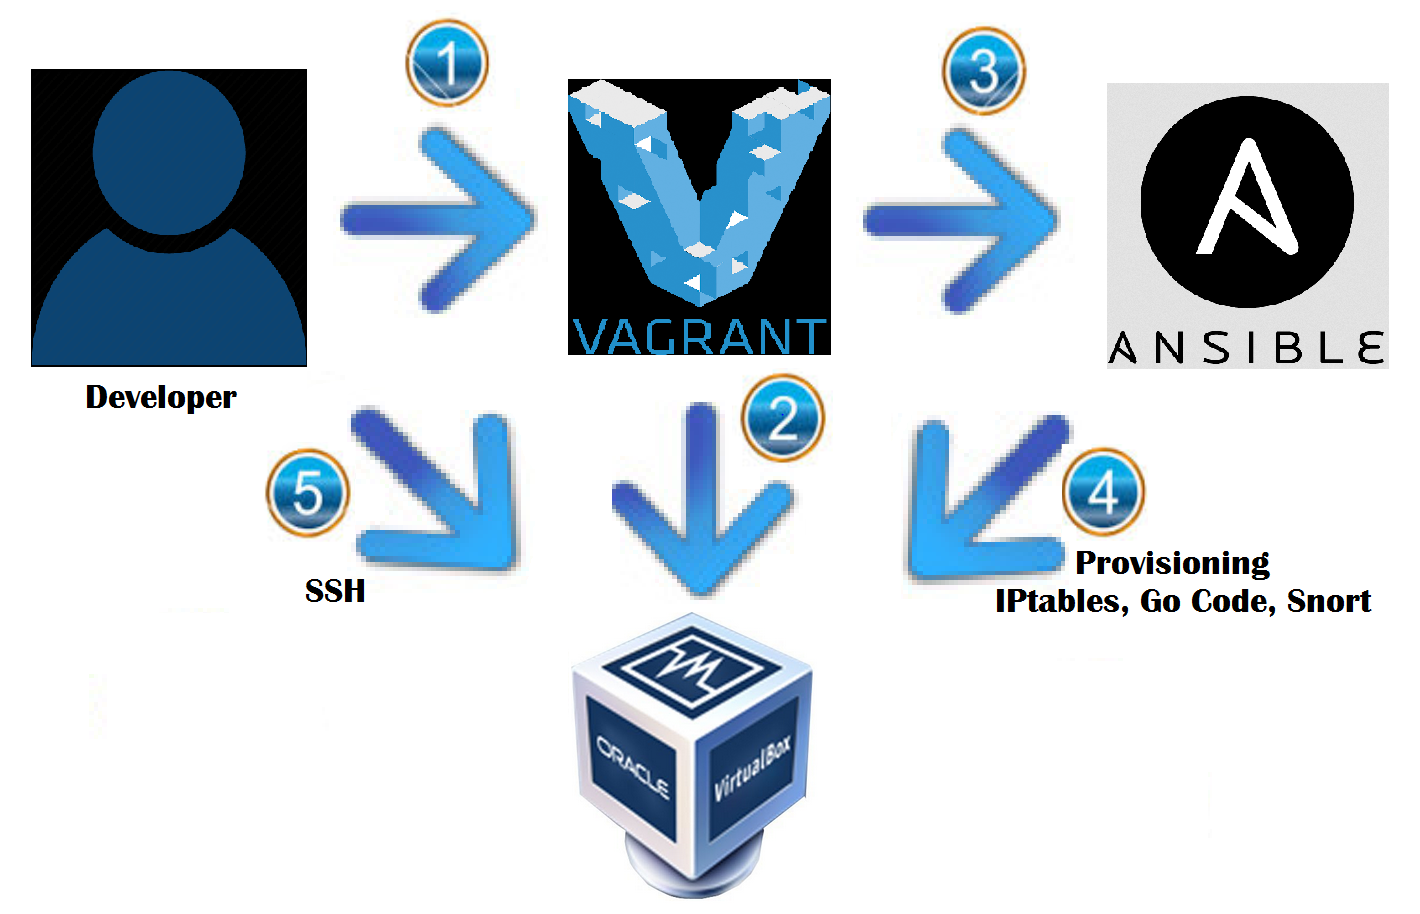 1
3
VAGRANT
ANSIBLE
Developer
2
5
4
SSH
Provisioning
IPtables, Go Code, Snort
ORACLE
VirtualBox